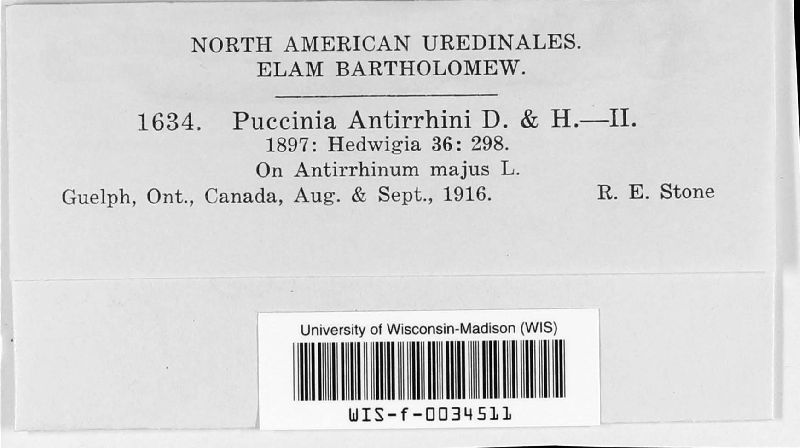 NORTH AMERICAN UREDINALES.
ELAM BARTHOLOMEW.
1634. Puccinia Antirrhini D. & H.—II.
1897: Hedwigia 36: 298.
On Antirrhinum majus L.
Guelph, Ont., Canada, Aug. & Sept., 1916. R. E. Stone
University of Wisconsin-Madison (WIS)
WIS-f-0034511